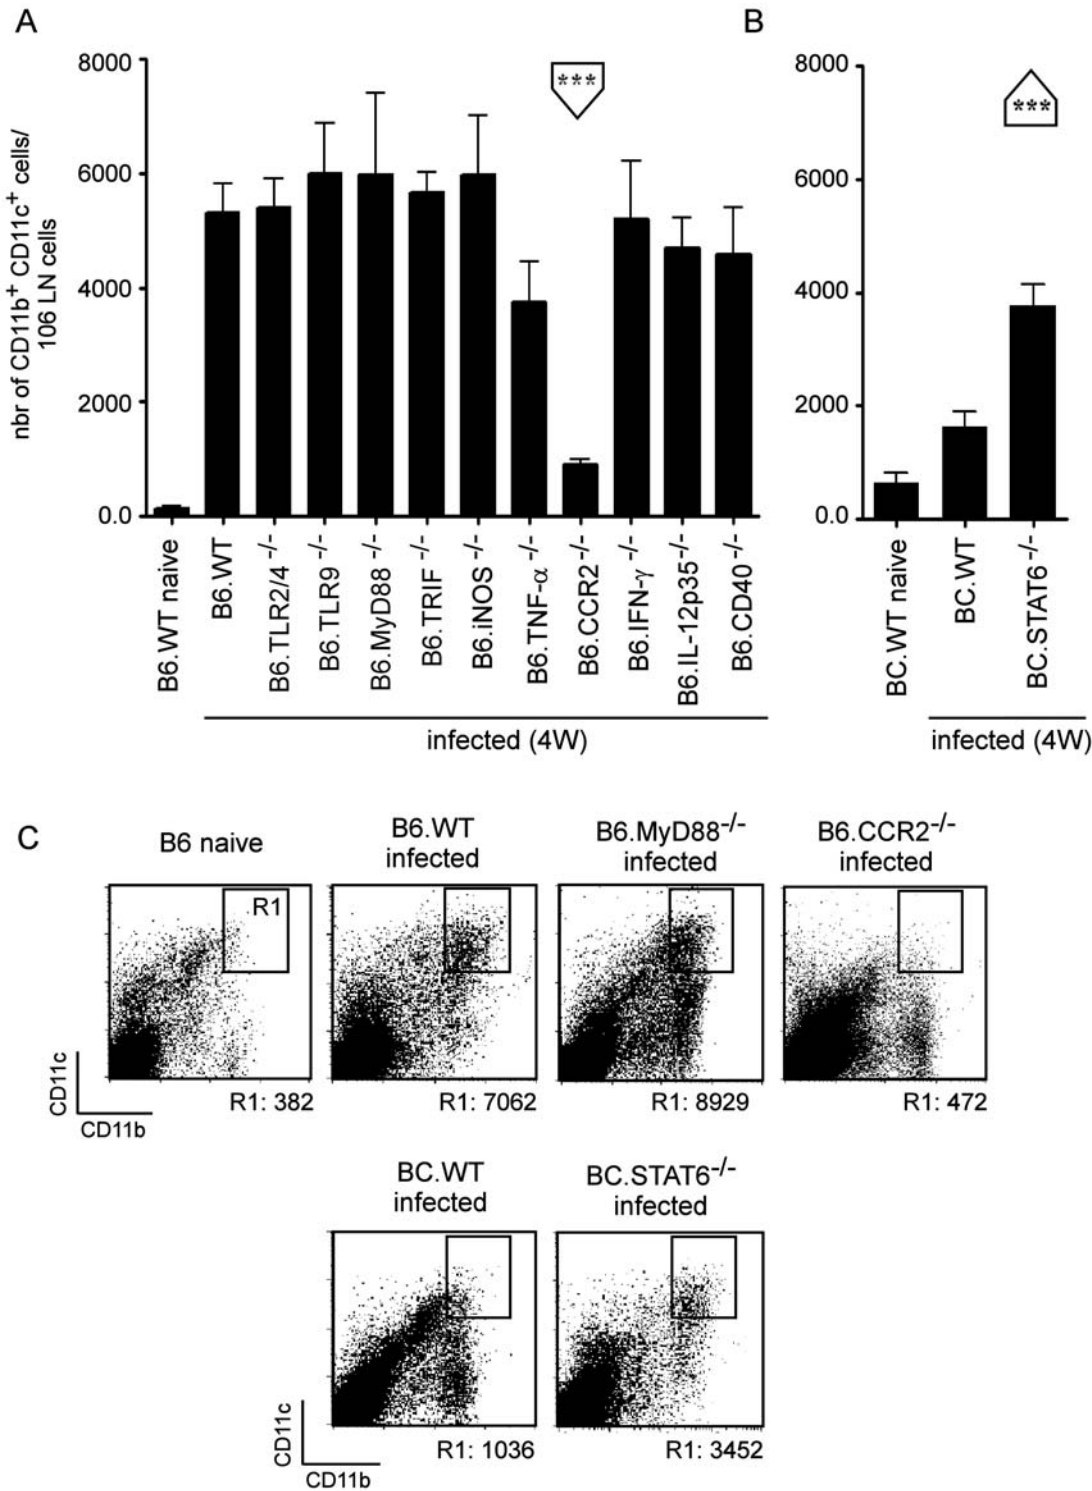 A
B
nbr of CD11b⁺ CD11c⁺ cells/
106 LN cells
8000
6000
4000
2000
0.0
***
B6.WT naive
B6.WT
B6.TLR2/4 -/-
B6.TLR9 -/-
B6.MyD88 -/-
B6.TRIF -/-
B6.iNOS -/-
B6.TNF-α -/-
B6.CCR2 -/-
B6.IFN-γ -/-
B6.IL-12p35 -/-
B6.CD40 -/-
infected (4W)
8000
6000
4000
2000
0.0
***
BC.WT naive
BC.WT
BC.STAT6 -/-
infected (4W)
C
B6 naive
B6.WT
infected
B6.MyD88-/-
infected
B6.CCR2-/-
infected
R1
CD11c
CD11b
R1: 382
R1: 7062
R1: 8929
R1: 472
BC.WT
infected
BC.STAT6-/-
infected
CD11c
CD11b
R1: 1036
R1: 3452